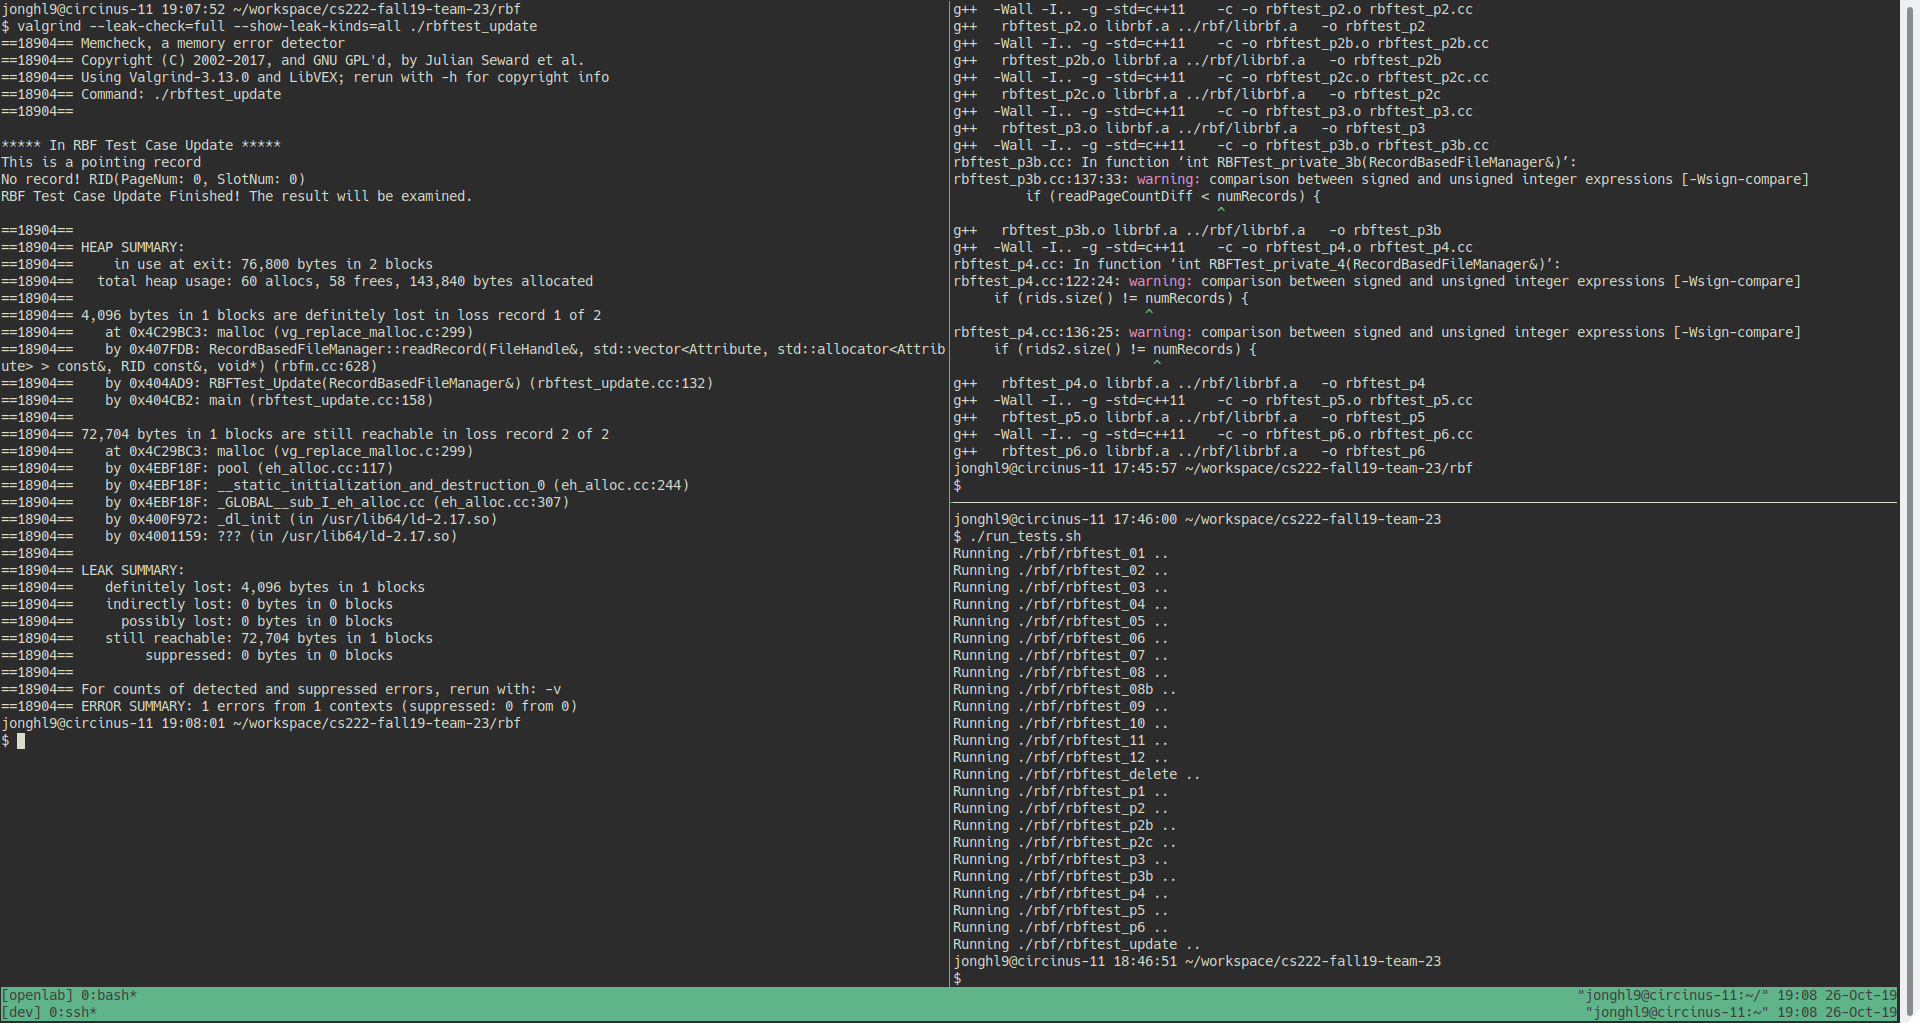 jonghl9@circinus-11 19:07:52 ~/workspace/cs222-fall19-team-23/rbf
$ valgrind --leak-check=full --show-leak-kinds=all ./rbftest_update
==18904== Memcheck, a memory error detector
==18904== Copyright (C) 2002-2017, and GNU GPL'd, by Julian Seward et al.
==18904== Using Valgrind-3.13.0 and LibVEX; rerun with -h for copyright info
==18904== Command: ./rbftest_update
==18904==

***** In RBF Test Case Update *****
This is a pointing record
No record! RID(PageNum: 0, SlotNum: 0)
RBF Test Case Update Finished! The result will be examined.

==18904==
==18904== HEAP SUMMARY:
==18904==     in use at exit: 76,800 bytes in 2 blocks
==18904==   total heap usage: 60 allocs, 58 frees, 143,840 bytes allocated
==18904==
==18904== 4,096 bytes in 1 blocks are definitely lost in loss record 1 of 2
==18904==    at 0x4C29BC3: malloc (vg_replace_malloc.c:299)
==18904==    by 0x407FDB: RecordBasedFileManager::readRecord(FileHandle&, std::vector<Attribute, std::allocator<Attrib
ute> > const&, RID const&, void*) (rbfm.cc:628)
==18904==    by 0x404AD9: RBFTest_Update(RecordBasedFileManager&) (rbftest_update.cc:132)
==18904==    by 0x404CB2: main (rbftest_update.cc:158)
==18904==
==18904== 72,704 bytes in 1 blocks are still reachable in loss record 2 of 2
==18904==    at 0x4C29BC3: malloc (vg_replace_malloc.c:299)
==18904==    by 0x4EBF18F: pool (eh_alloc.cc:117)
==18904==    by 0x4EBF18F: __static_initialization_and_destruction_0 (eh_alloc.cc:244)
==18904==    by 0x4EBF18F: _GLOBAL__sub_I_eh_alloc.cc (eh_alloc.cc:307)
==18904==    by 0x400F972: _dl_init (in /usr/lib64/ld-2.17.so)
==18904==    by 0x4001159: ??? (in /usr/lib64/ld-2.17.so)
==18904==
==18904== LEAK SUMMARY:
==18904==    definitely lost: 4,096 bytes in 1 blocks
==18904==    indirectly lost: 0 bytes in 0 blocks
==18904==      possibly lost: 0 bytes in 0 blocks
==18904==    still reachable: 72,704 bytes in 1 blocks
==18904==         suppressed: 0 bytes in 0 blocks
==18904==
==18904== For counts of detected and suppressed errors, rerun with: -v
==18904== ERROR SUMMARY: 1 errors from 1 contexts (suppressed: 0 from 0)
jonghl9@circinus-11 19:08:01 ~/workspace/cs222-fall19-team-23/rbf
$
g++  -Wall -I.. -g -std=c++11    -c -o rbftest_p2.o rbftest_p2.cc
g++   rbftest_p2.o librbf.a ../rbf/librbf.a   -o rbftest_p2
g++  -Wall -I.. -g -std=c++11    -c -o rbftest_p2b.o rbftest_p2b.cc
g++   rbftest_p2b.o librbf.a ../rbf/librbf.a   -o rbftest_p2b
g++  -Wall -I.. -g -std=c++11    -c -o rbftest_p2c.o rbftest_p2c.cc
g++   rbftest_p2c.o librbf.a ../rbf/librbf.a   -o rbftest_p2c
g++  -Wall -I.. -g -std=c++11    -c -o rbftest_p3.o rbftest_p3.cc
g++   rbftest_p3.o librbf.a ../rbf/librbf.a   -o rbftest_p3
g++  -Wall -I.. -g -std=c++11    -c -o rbftest_p3b.o rbftest_p3b.cc
rbftest_p3b.cc: In function ‘int RBFTest_private_3b(RecordBasedFileManager&)’:
rbftest_p3b.cc:137:33: warning: comparison between signed and unsigned integer expressions [-Wsign-compare]
         if (readPageCountDiff < numRecords) {
                                 ^
g++   rbftest_p3b.o librbf.a ../rbf/librbf.a   -o rbftest_p3b
g++  -Wall -I.. -g -std=c++11    -c -o rbftest_p4.o rbftest_p4.cc
rbftest_p4.cc: In function ‘int RBFTest_private_4(RecordBasedFileManager&)’:
rbftest_p4.cc:122:24: warning: comparison between signed and unsigned integer expressions [-Wsign-compare]
     if (rids.size() != numRecords) {
                        ^
rbftest_p4.cc:136:25: warning: comparison between signed and unsigned integer expressions [-Wsign-compare]
     if (rids2.size() != numRecords) {
                         ^
g++   rbftest_p4.o librbf.a ../rbf/librbf.a   -o rbftest_p4
g++  -Wall -I.. -g -std=c++11    -c -o rbftest_p5.o rbftest_p5.cc
g++   rbftest_p5.o librbf.a ../rbf/librbf.a   -o rbftest_p5
g++  -Wall -I.. -g -std=c++11    -c -o rbftest_p6.o rbftest_p6.cc
g++   rbftest_p6.o librbf.a ../rbf/librbf.a   -o rbftest_p6
jonghl9@circinus-11 17:45:57 ~/workspace/cs222-fall19-team-23/rbf
$
jonghl9@circinus-11 17:46:00 ~/workspace/cs222-fall19-team-23
$ ./run_tests.sh
Running ./rbf/rbftest_01 ..
Running ./rbf/rbftest_02 ..
Running ./rbf/rbftest_03 ..
Running ./rbf/rbftest_04 ..
Running ./rbf/rbftest_05 ..
Running ./rbf/rbftest_06 ..
Running ./rbf/rbftest_07 ..
Running ./rbf/rbftest_08 ..
Running ./rbf/rbftest_08b ..
Running ./rbf/rbftest_09 ..
Running ./rbf/rbftest_10 ..
Running ./rbf/rbftest_11 ..
Running ./rbf/rbftest_12 ..
Running ./rbf/rbftest_delete ..
Running ./rbf/rbftest_p1 ..
Running ./rbf/rbftest_p2 ..
Running ./rbf/rbftest_p2b ..
Running ./rbf/rbftest_p2c ..
Running ./rbf/rbftest_p3 ..
Running ./rbf/rbftest_p3b ..
Running ./rbf/rbftest_p4 ..
Running ./rbf/rbftest_p5 ..
Running ./rbf/rbftest_p6 ..
Running ./rbf/rbftest_update ..
jonghl9@circinus-11 18:46:51 ~/workspace/cs222-fall19-team-23
$
[openlab] 0:bash* "jonghl9@circinus-11:~/" 19:08 26-Oct-19
[dev] 0:ssh* "jonghl9@circinus-11:~" 19:08 26-Oct-19